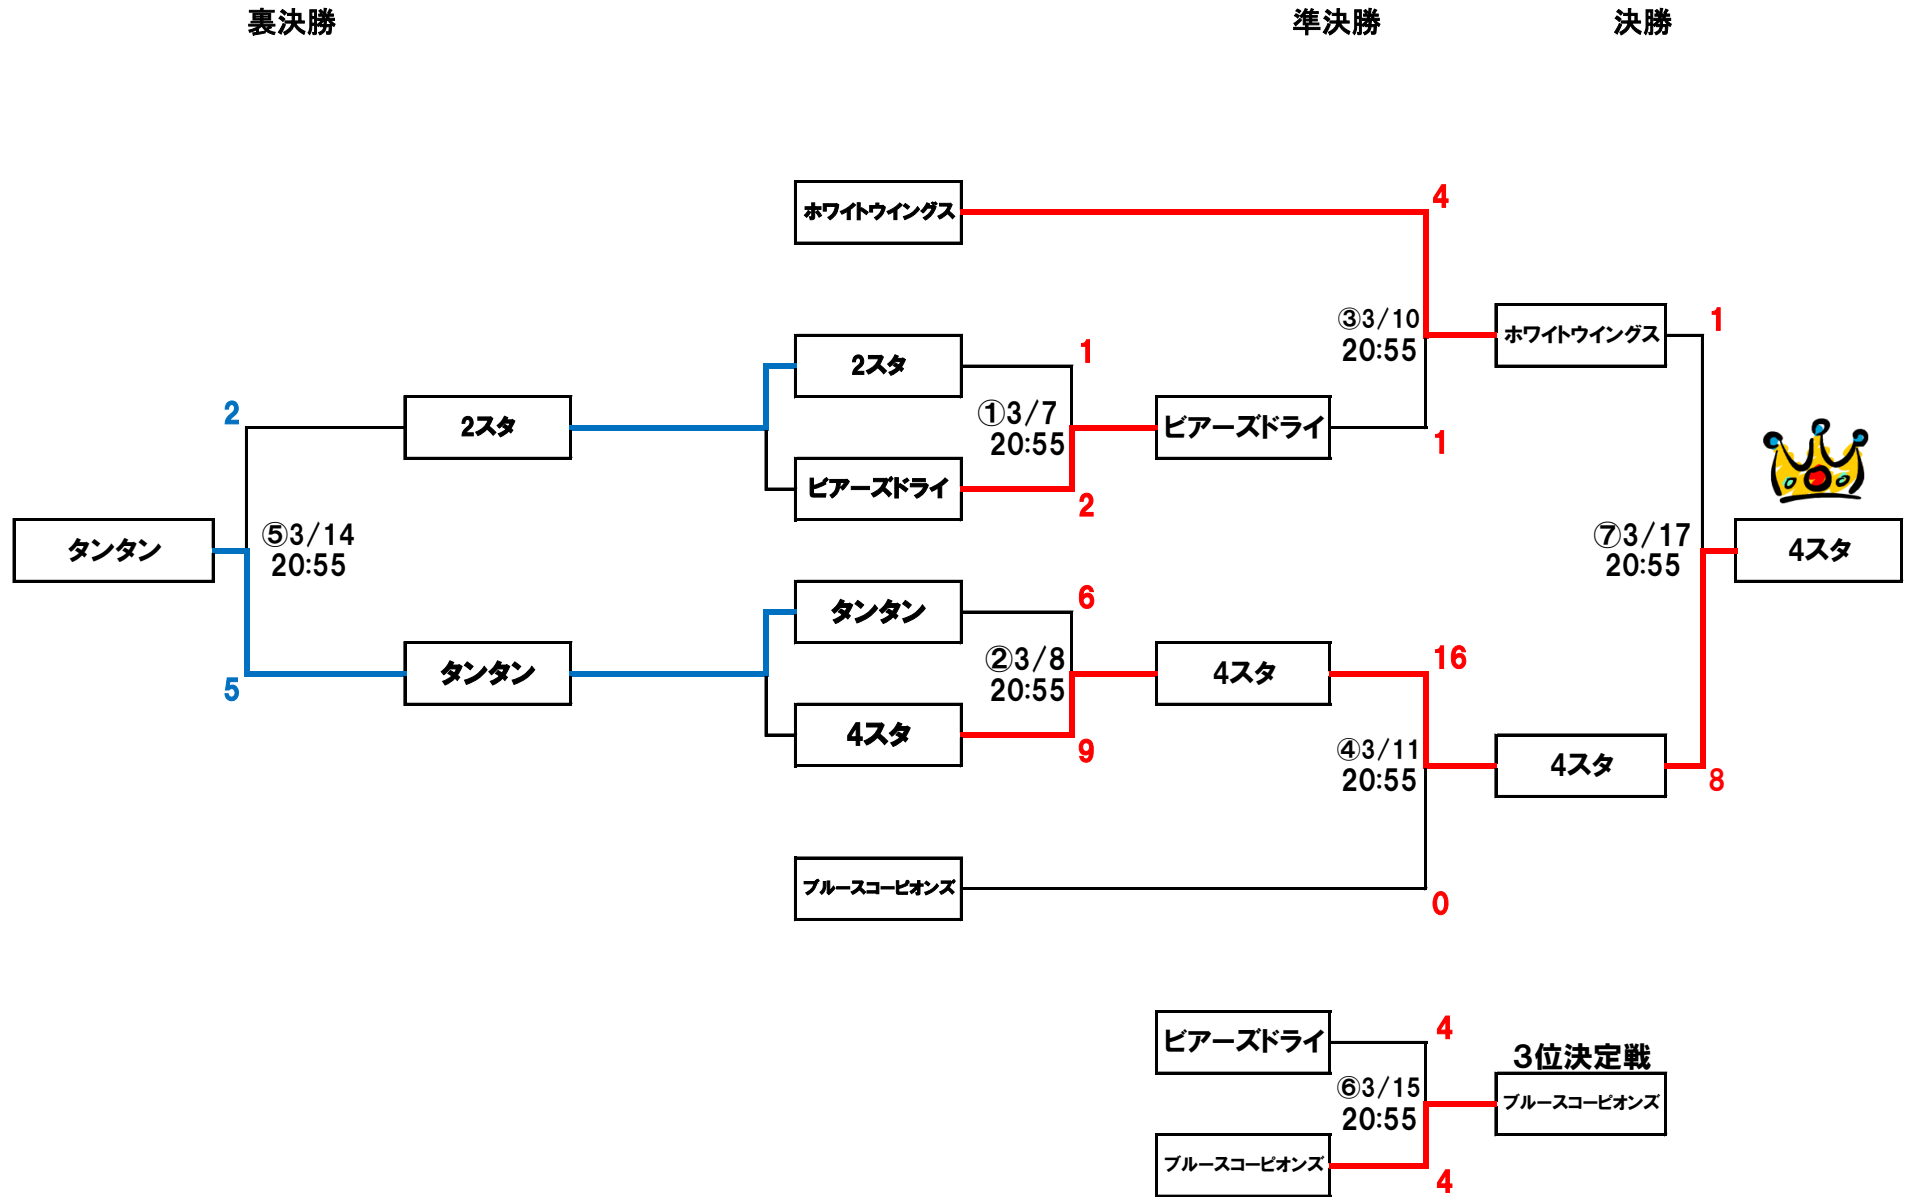 裏決勝
準決勝
決勝
ホワイトウイングス
4
③3/10
20:55
ホワイトウイングス
1
2スタ
1
①3/7
20:55
2
2スタ
ビアーズドライ
1
ビアーズドライ
2
タンタン
⑤3/14
20:55
⑦3/17
20:55
4スタ
タンタン
6
②3/8
20:55
5
タンタン
4スタ
16
4スタ
9
④3/11
20:55
4スタ
8
ブルースコーピオンズ
0
ビアーズドライ
4
3位決定戦
⑥3/15
20:55
ブルースコーピオンズ
ブルースコーピオンズ
4